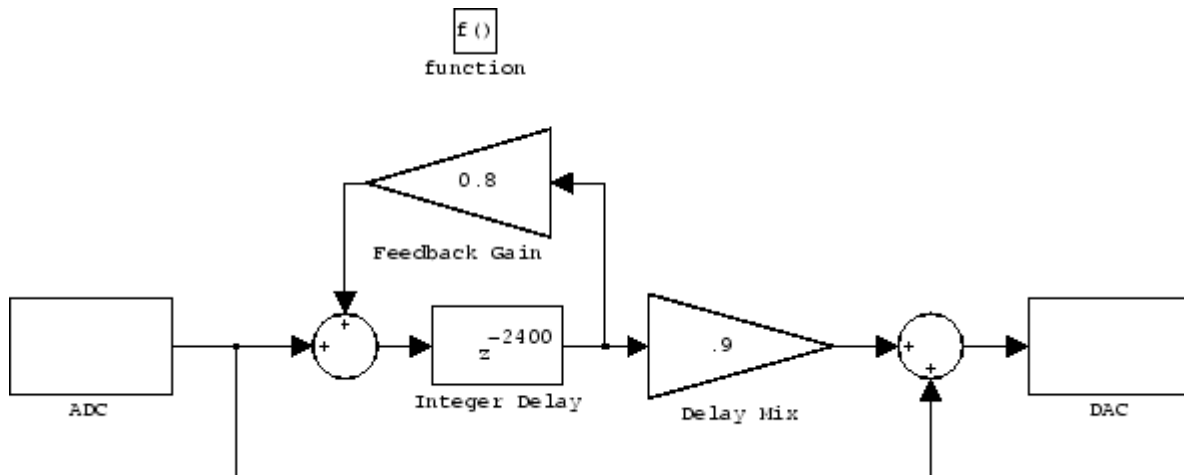 f()
function
0.8
Feedback Gain
+
+
z^-2400
.9
+
+
ADC
Integer Delay
Delay Mix
DAC